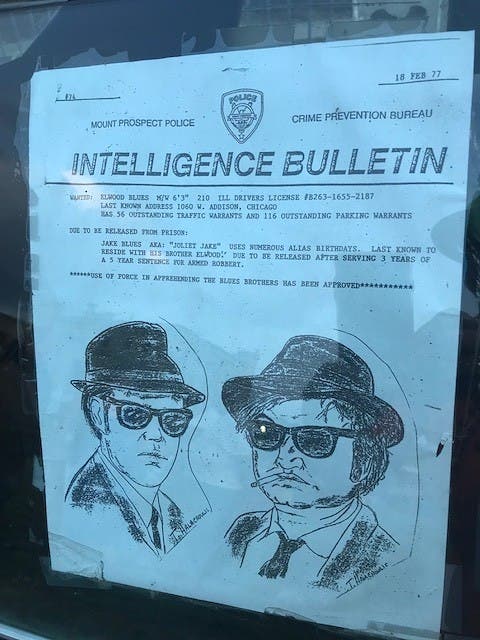 #74
18 FEB 77
POLICE
MOUNT PROSPECT POLICE
CRIME PREVENTION BUREAU
INTELLIGENCE BULLETIN
WANTED: ELWOOD BLUES M/W 6'3" 210 ILL DRIVERS LICENSE #B263-1655-2187
LAST KNOWN ADDRESS 1060 W. ADDISON, CHICAGO
HAS 56 OUTSTANDING TRAFFIC WARRANTS AND 116 OUTSTANDING PARKING WARRANTS
DUE TO BE RELEASED FROM PRISON:
JAKE BLUES AKA: "JOLIET JAKE" USES NUMEROUS ALIAS BIRTHDAYS. LAST KNOWN TO
RESIDE WITH HIS BROTHER ELWOOD. DUE TO BE RELEASED AFTER SERVING 3 YEARS OF
A 5 YEAR SENTENCE FOR ARMED ROBBERT.
******USE OF FORCE IN APPREHENDING THE BLUES BROTHERS HAS BEEN APPROVED***********